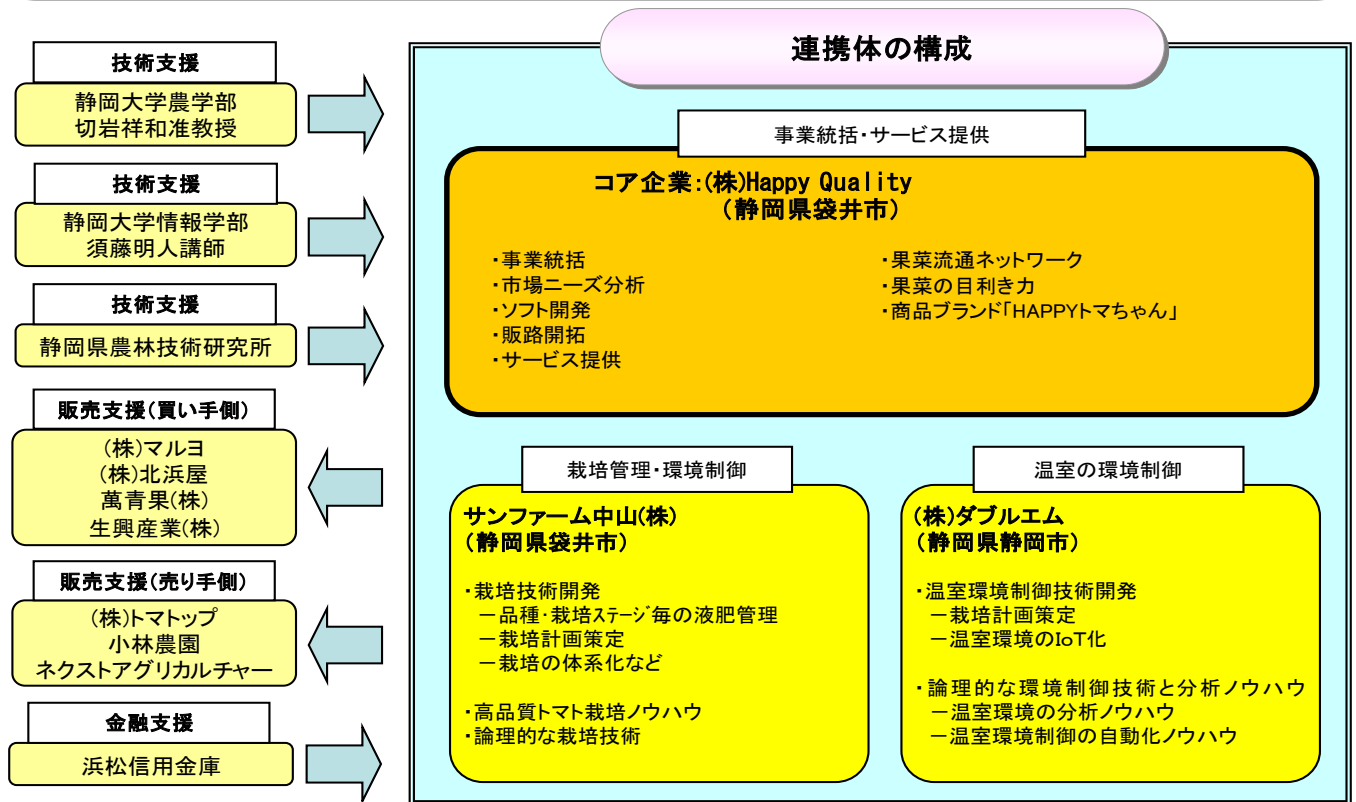 連携体の構成
技術支援
静岡大学農学部
切岩祥和准教授
技術支援
静岡大学情報学部
須藤明人講師
技術支援
静岡県農林技術研究所
販売支援(買い手側)
(株)マルヨ
(株)北浜屋
萬青果(株)
生興産業(株)
販売支援(売り手側)
(株)トマトップ
小林農園
ネクストアグリカルチャー
金融支援
浜松信用金庫
事業統括・サービス提供
コア企業:(株)Happy Quality
(静岡県袋井市)
・事業統括
・市場ニーズ分析
・ソフト開発
・販路開拓
・サービス提供
・果菜流通ネットワーク
・果菜の目利き力
・商品ブランド「HAPPYトマちゃん」
栽培管理・環境制御
サンファーム中山(株)
(静岡県袋井市)
・栽培技術開発
－品種・栽培ｽﾃｰｼﾞ毎の液肥管理
－栽培計画策定
－栽培の体系化など
・高品質トマト栽培ノウハウ
・論理的な栽培技術
温室の環境制御
(株)ダブルエム
(静岡県静岡市)
・温室環境制御技術開発
－栽培計画策定
－温室環境のIoT化
・論理的な環境制御技術と分析ノウハウ
－温室環境の分析ノウハウ
－温室環境制御の自動化ノウハウ